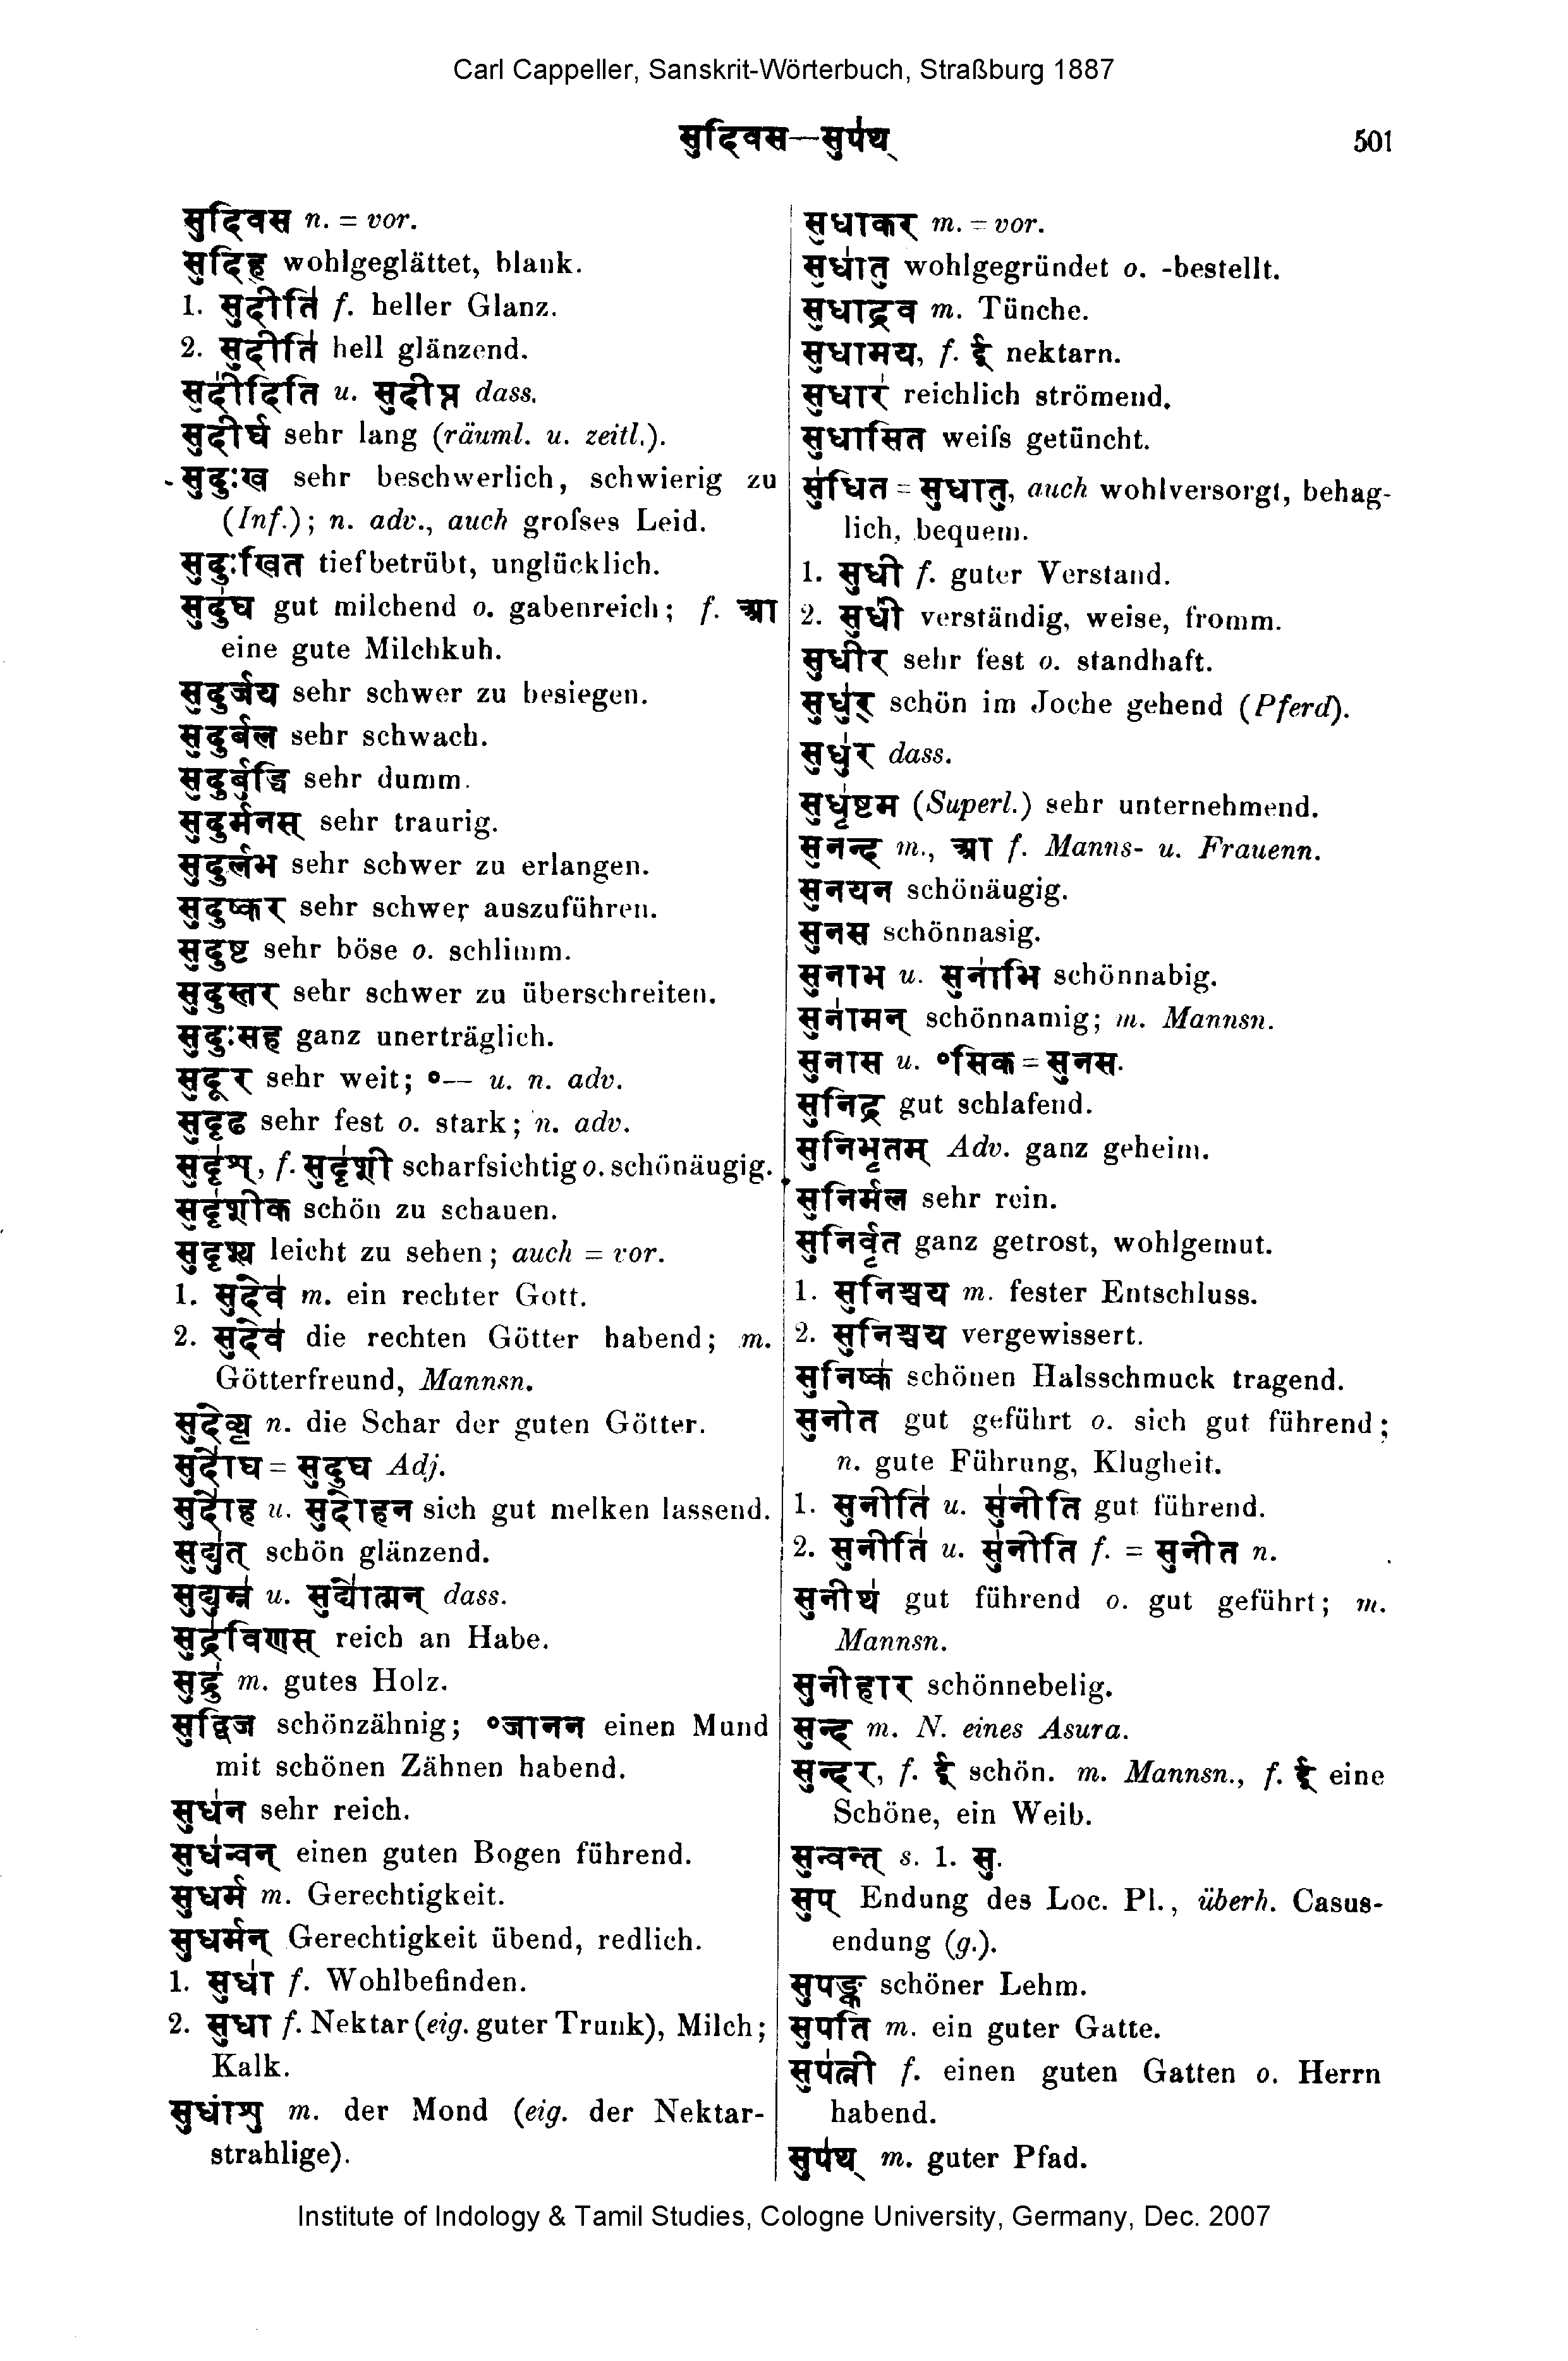 Carl Cappeller, Sanskrit-Wörterbuch, Straßburg 1887
सुदिवस—सुप॑थ् 501
सुदिवस n. = vor.
सुदिह wohlgeglättet, blank.
1. सुदीति॑ f. heller Glanz.
2. सुदीति॑ hell glänzend.
सुदी॑दिति u. सुदीप्त dass.
सुदीर्घ sehr lang (räuml. u. zeitl.).
सुदुःख sehr beschwerlich, schwierig zu
(Inf.); n. adv., auch groſses Leid.
सुदुःखित tiefbetrübt, unglücklich.
सुदु॑घ gut milchend o. gabenreich; f. आ
eine gute Milchkuh.
सुदुर्जय sehr schwer zu besiegen.
सुदुर्बल sehr schwach.
सुदुर्बुद्धि sehr dumm.
सुदुर्मनस् sehr traurig.
सुदुर्लभ sehr schwer zu erlangen.
सुदुष्कर sehr schwer auszuführen.
सुदुष्ट sehr böse o. schlimm.
सुदुस्तर sehr schwer zu überschreiten.
सुदुःसह ganz unerträglich.
सुदूर sehr weit; °— u. n. adv.
सुदृढ sehr fest o. stark; n. adv.
सुदृ॑श्, f. सुदृ॑शी scharfsichtig o. schönäugig.
सुदृ॑शीक schön zu schauen.
सुदृश्य leicht zu sehen; auch = vor.
1. सुदेव॑ m. ein rechter Gott.
2. सुदेव॑ die rechten Götter habend; m.
Götterfreund, Mannsn.
सुदेव्य n. die Schar der guten Götter.
सुदो॑घ = सुदुघ Adj.
सुदो॑ह u. सुदो॑हन sich gut melken lassend.
सुद्यु॑त् schön glänzend.
सुद्युम्न॑ u. सुद्यो॑त्मन् dass.
सुद्र॑विणस् reich an Habe.
सुद्रु॑ m. gutes Holz.
सुद्विज schönzähnig; °जानन einen Mund
mit schönen Zähnen habend.
सुध॑न sehr reich.
सुध॑न्वन् einen guten Bogen führend.
सुधर्म m. Gerechtigkeit.
सुधर्मन् Gerechtigkeit übend, redlich.
1. सुधा॑ f. Wohlbefinden.
2. सुधा f. Nektar (eig. guter Trunk), Milch;
Kalk.
सुधांशु m. der Mond (eig. der Nektar-
strahlige).
सुधाकर m. = vor.
सुधा॑तु wohlgegründet o. -bestellt.
सुधाद्रव m. Tünche.
सुधामय, f. ई nektarn.
सुधार॑ reichlich strömend.
सुधासित weiſs getüncht.
सु॑धित = सुधातु, auch wohlversorgt, behag-
lich, bequem.
1. सुधी f. guter Verstand.
2. सुधी॑ verständig, weise, fromm.
सुधीर sehr fest o. standhaft.
सुधु॑र् schön im Joche gehend (Pferd).
सुधु॑र dass.
सुधृ॑ष्टम (Superl.) sehr unternehmend.
सुनन्द m., आ f. Manns- u. Frauenn.
सुनयन schönäugig.
सुनस schönnasig.
सुनाभ u. सुना॑भि schönnabig.
सुना॑मन् schönnamig; m. Mannsn.
सुनास u. °सिक = सुनस.
सुनिद्र gut schlafend.
सुनिभृतम् Adv. ganz geheim.
सुनिर्मल sehr rein.
सुनिर्वृत ganz getrost, wohlgemut.
1. सुनिश्चय m. fester Entschluss.
2. सुनिश्चय vergewissert.
सुनिष्क॑ schönen Halsschmuck tragend.
सुनीत gut geführt o. sich gut führend;
n. gute Führung, Klugheit.
1. सुनीति॑ u. सु॑नीति gut führend.
2. सुनीति॑ u. सु॑नीति f. = सुनीत n.
सुनीथ॑ gut führend o. gut geführt; m.
Mannsn.
सुनीहार schönnebelig.
सुन्द m. N. eines Asura.
सुन्दर, f. ई schön. m. Mannsn., f. ई eine
Schöne, ein Weib.
सुन्वन्त् s. 1. सु.
सुप् Endung des Loc. Pl., überh. Casus-
endung (g.).
सुपङ्क schöner Lehm.
सुपति m. ein guter Gatte.
सुप॑त्नी f. einen guten Gatten o. Herrn
habend.
सुप॑थ् m. guter Pfad.
Institute of Indology & Tamil Studies, Cologne University, Germany, Dec. 2007